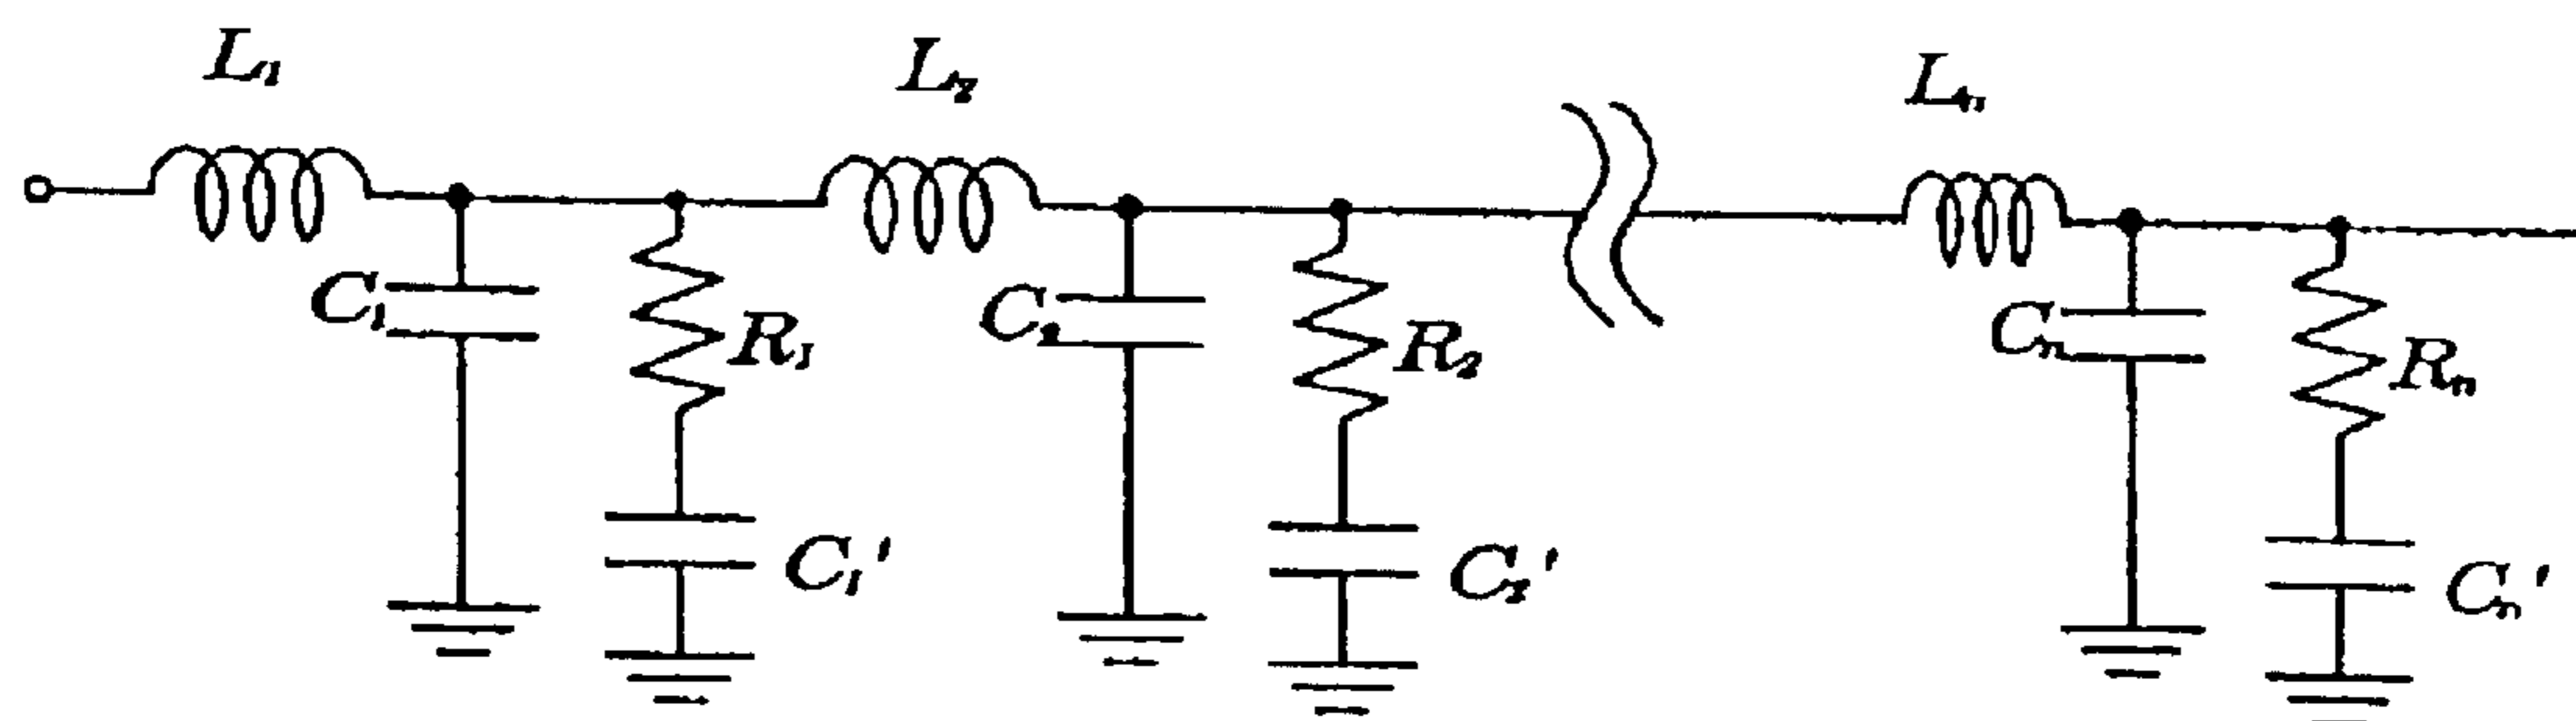 L₁
L₂
Lₙ
C₁
R₁
C₂
R₂
Cₙ
Rₙ
C₁'
C₂'
Cₙ'